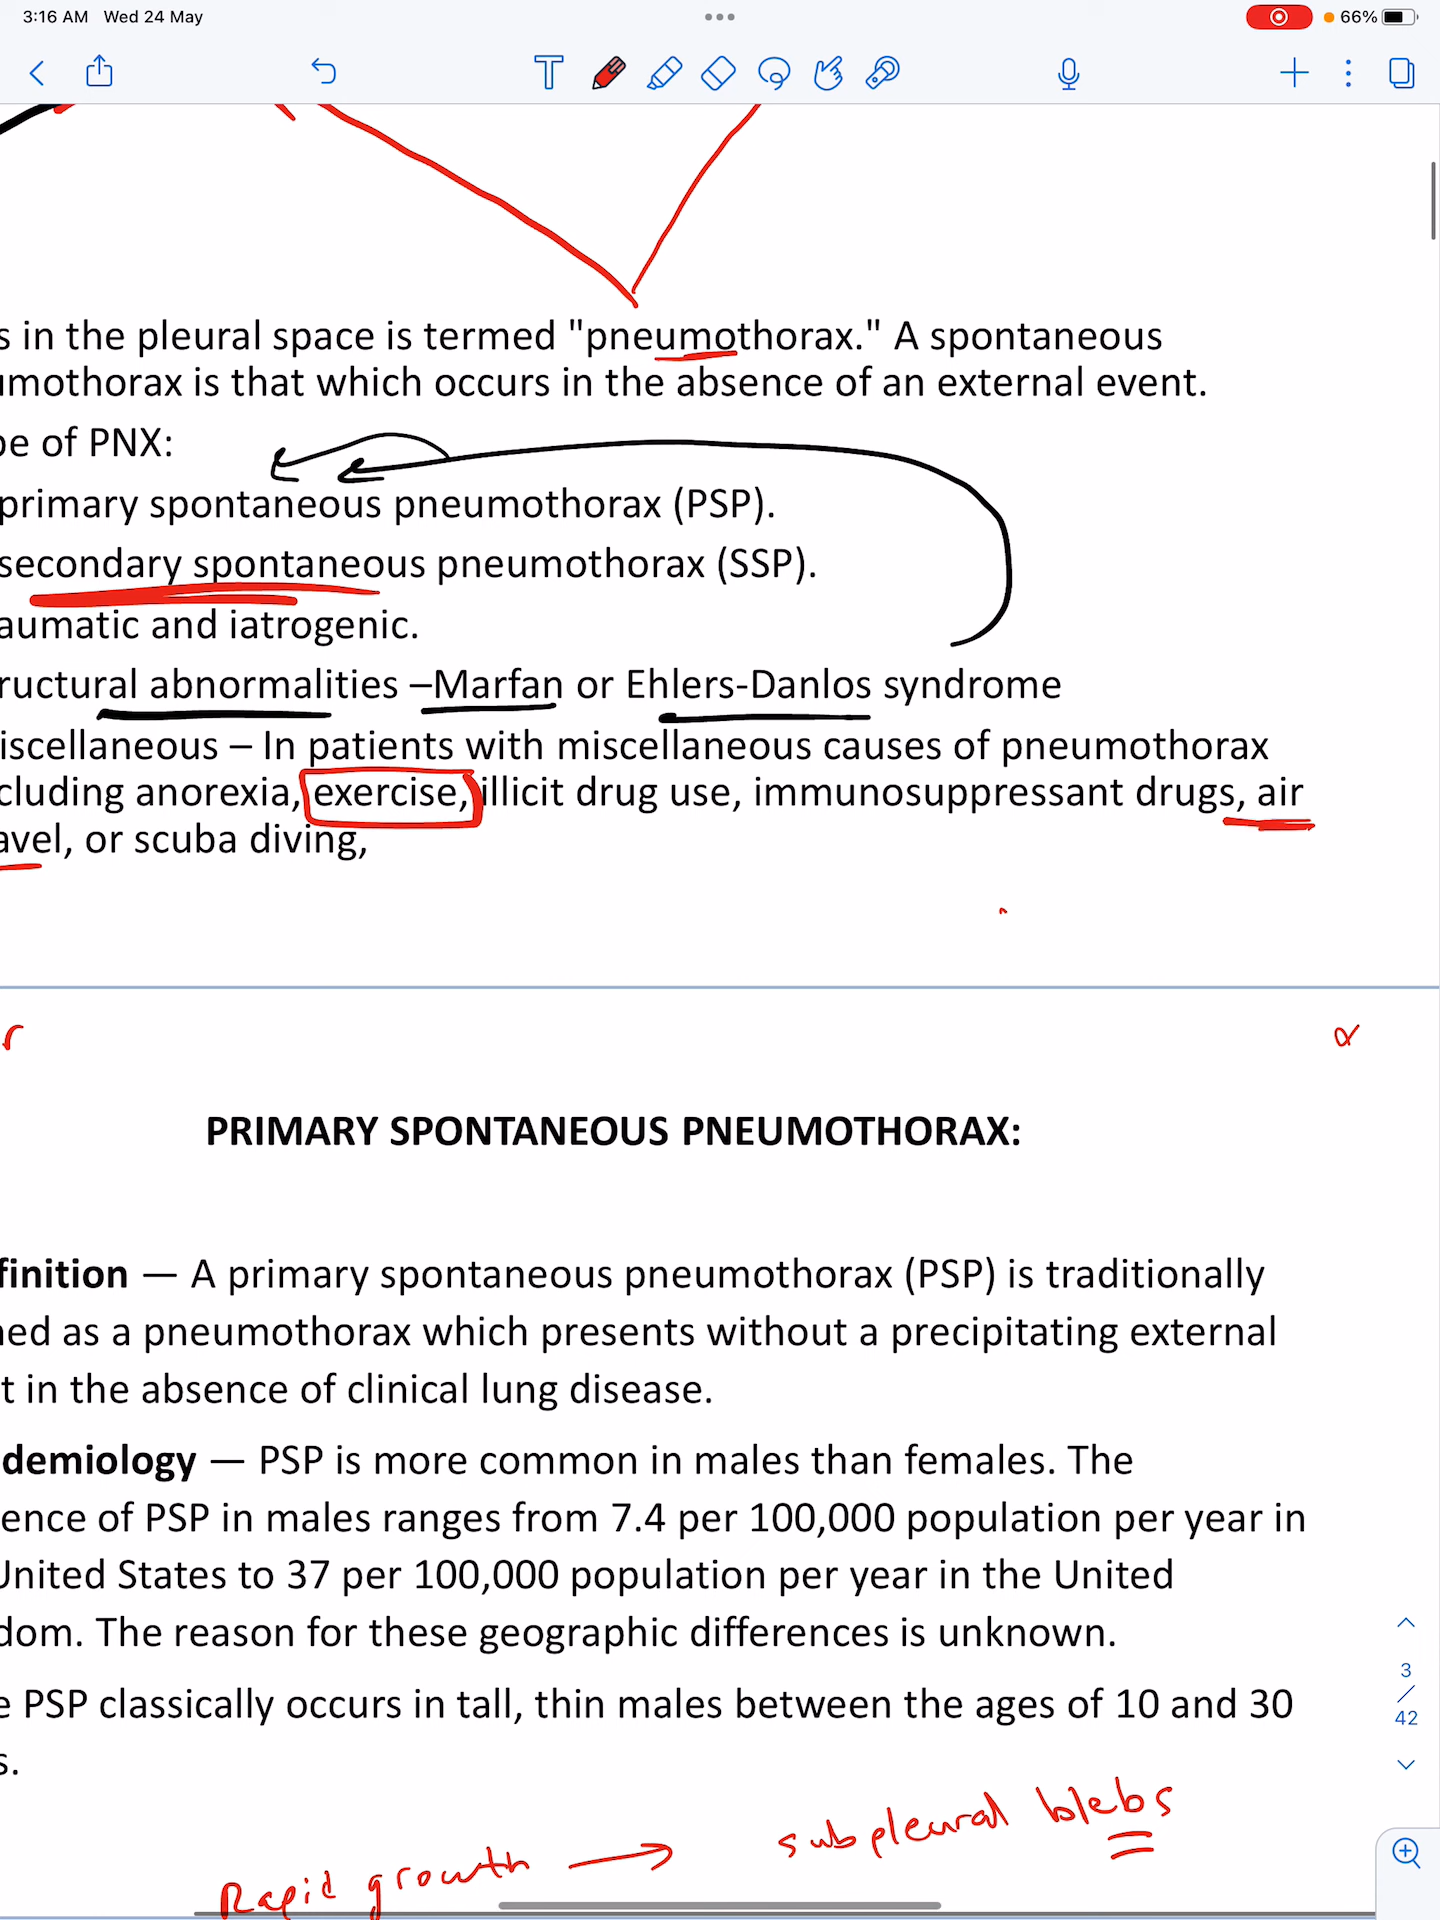 3:16 AM Wed 24 May
66%
s in the pleural space is termed "pneumothorax." A spontaneous
umothorax is that which occurs in the absence of an external event.
pe of PNX:
primary spontaneous pneumothorax (PSP).
secondary spontaneous pneumothorax (SSP).
aumatic and iatrogenic.
ructural abnormalities –Marfan or Ehlers-Danlos syndrome
iscellaneous – In patients with miscellaneous causes of pneumothorax
cluding anorexia, exercise, illicit drug use, immunosuppressant drugs, air
avel, or scuba diving,
PRIMARY SPONTANEOUS PNEUMOTHORAX:
finition — A primary spontaneous pneumothorax (PSP) is traditionally
ned as a pneumothorax which presents without a precipitating external
t in the absence of clinical lung disease.
demiology — PSP is more common in males than females. The
ence of PSP in males ranges from 7.4 per 100,000 population per year in
United States to 37 per 100,000 population per year in the United
dom. The reason for these geographic differences is unknown.
e PSP classically occurs in tall, thin males between the ages of 10 and 30
s.
3
/
42
Rapid growth → subpleural blebs